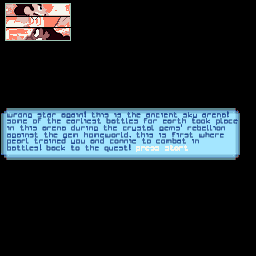 wrong star again! this is the ancient sky arena!
some of the earliest battles for earth took place
in this arena during the crystal gems' rebellion
against the gem homeworld. this is first where
pearl trained you and connie to combat in
battles! back to the quest! press start